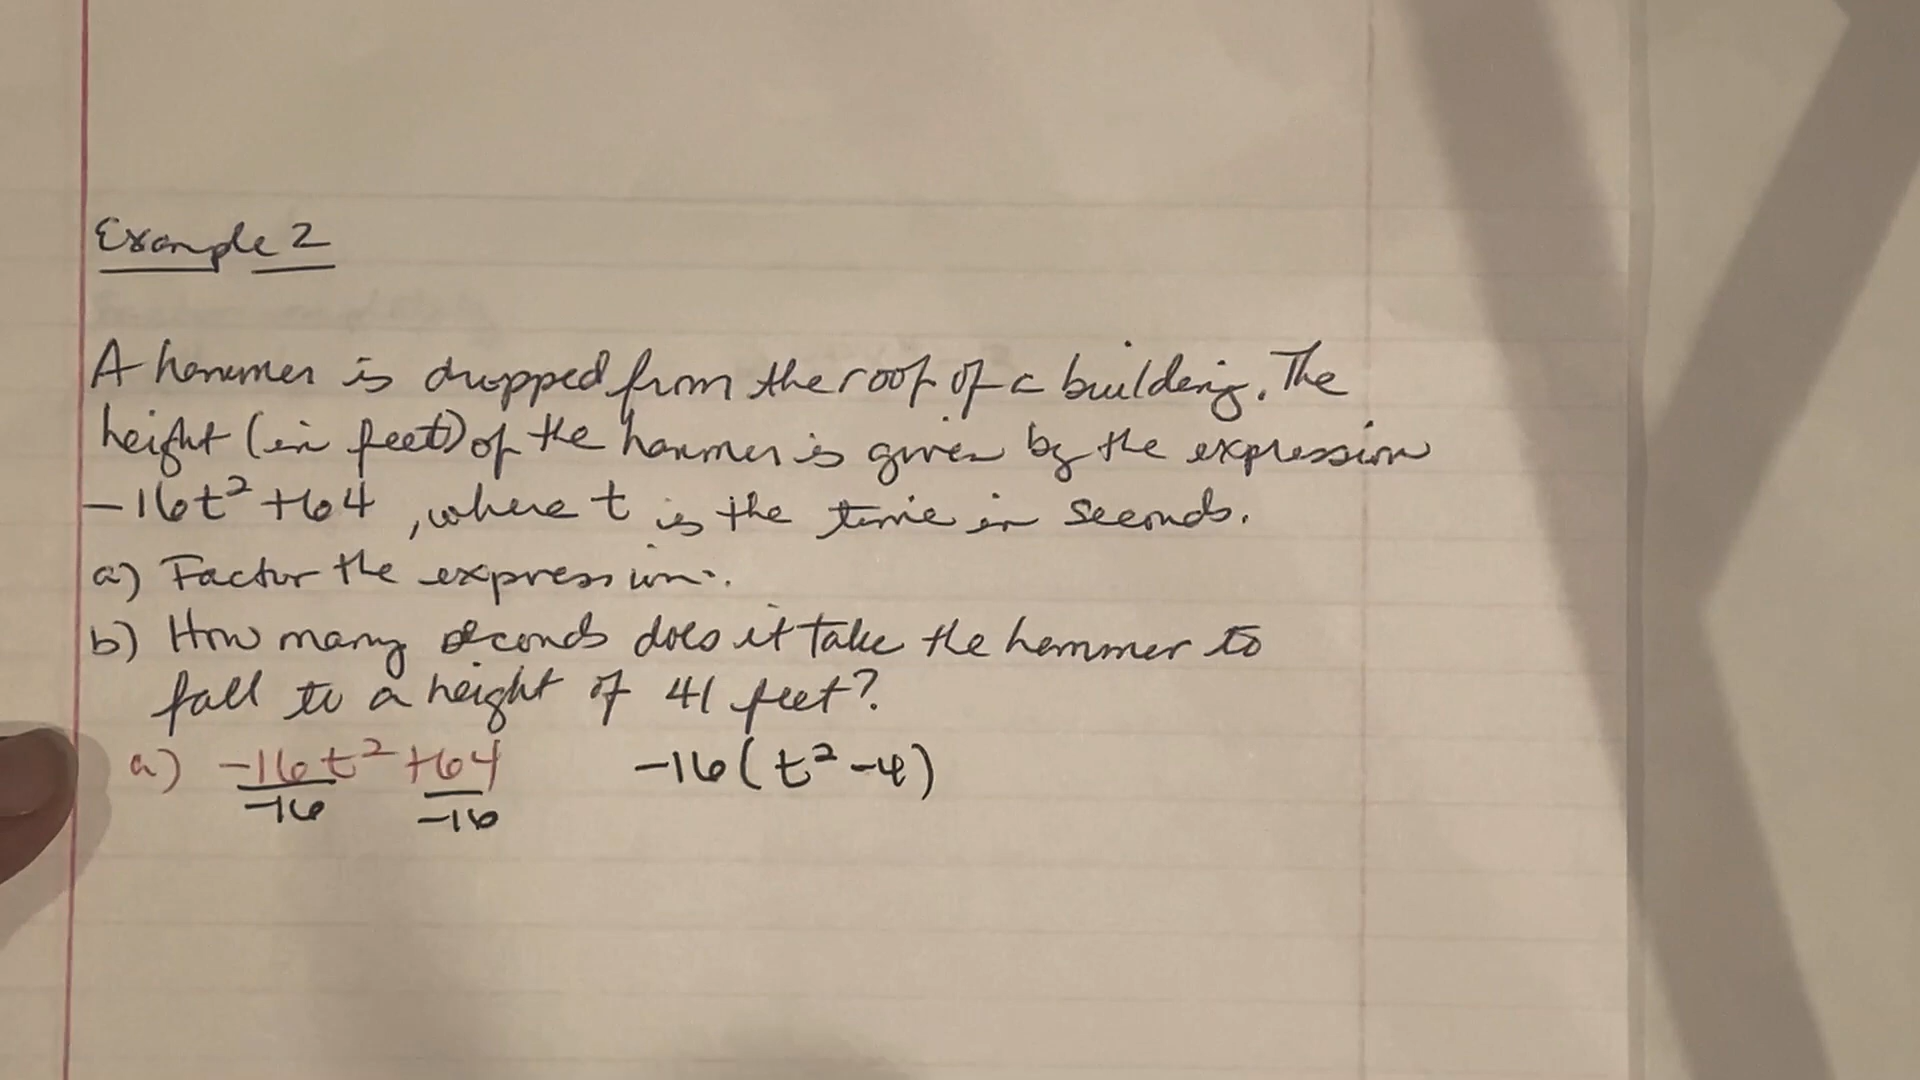 Example 2
A hammer is dropped from the roof of a building. The
height (in feet) of the hammer is given by the expression
-16t² +64, where t is the time in seconds.
a) Factor the expression.
b) How many seconds does it take the hammer to
fall to a height of 41 feet?
a) -16t² +64 -16(t² -4)
-16 -16